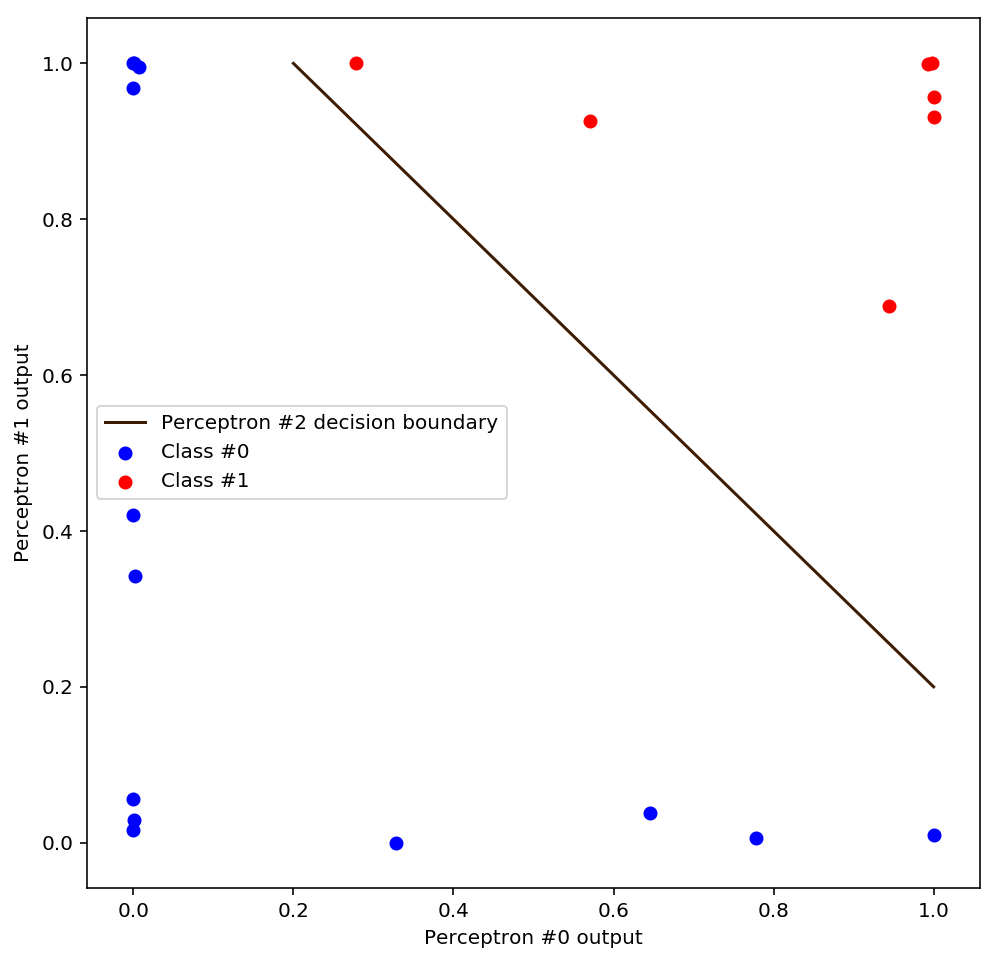 1.0
0.8
0.6
0.4
0.2
0.0
Perceptron #1 output
Perceptron #2 decision boundary
Class #0
Class #1
0.0 0.2 0.4 0.6 0.8 1.0
Perceptron #0 output